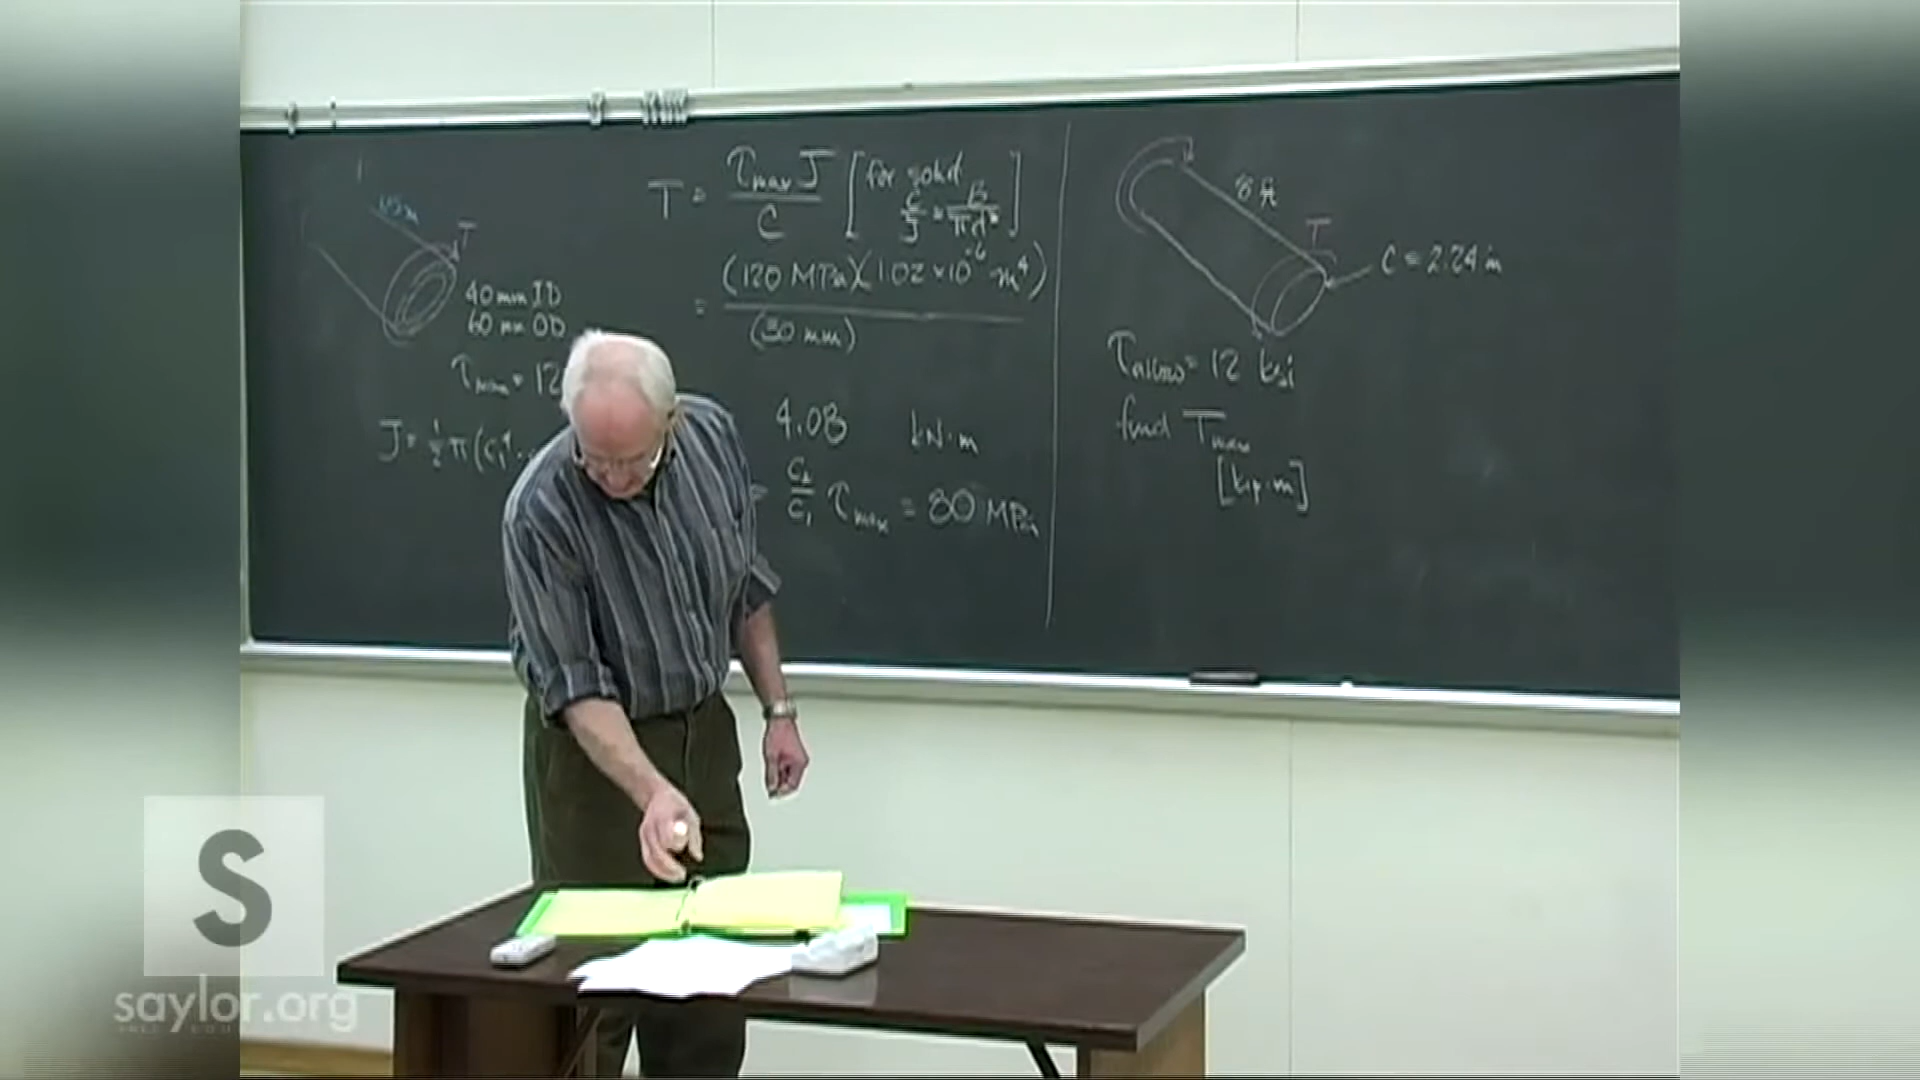 T
40 mm ID
60 mm OD
τmax = 12
J = ½ π (c₁⁴ ..
T = τmax J / C [for solid C/J = 16/πd³]
= (120 MPa)(1.02 × 10⁻⁶ m⁴) / (30 mm)
4.08 kN·m
= c₂/c₁ τmax = 80 MPa
8 ft
T
C = 2.24 in
τallow = 12 ksi
find Tmax
[kip·m]
S
saylor.org